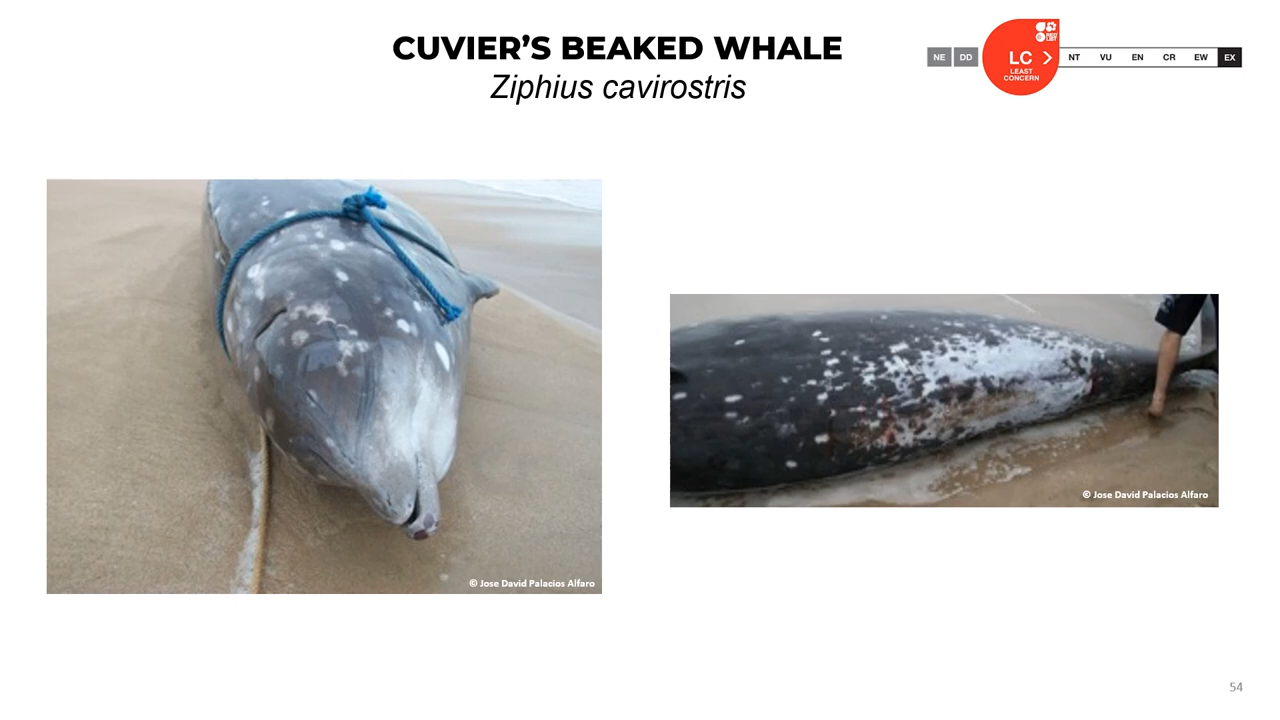 CUVIER’S BEAKED WHALE
Ziphius cavirostris
NE DD LC NT VU EN CR EW EX
LEAST
CONCERN
© Jose David Palacios Alfaro
© Jose David Palacios Alfaro
54